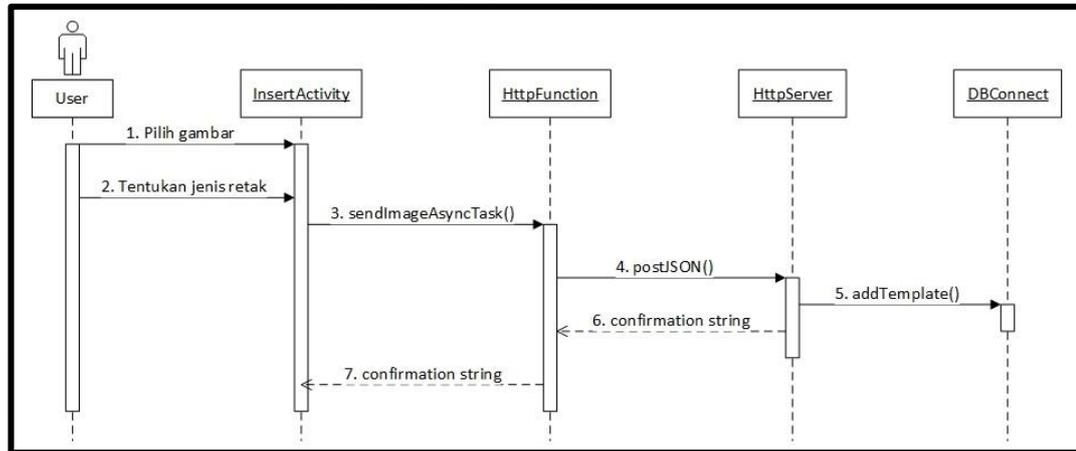 User
InsertActivity
HttpFunction
HttpServer
DBConnect
1. Pilih gambar
2. Tentukan jenis retak
3. sendImageAsyncTask()
4. postJSON()
5. addTemplate()
6. confirmation string
7. confirmation string